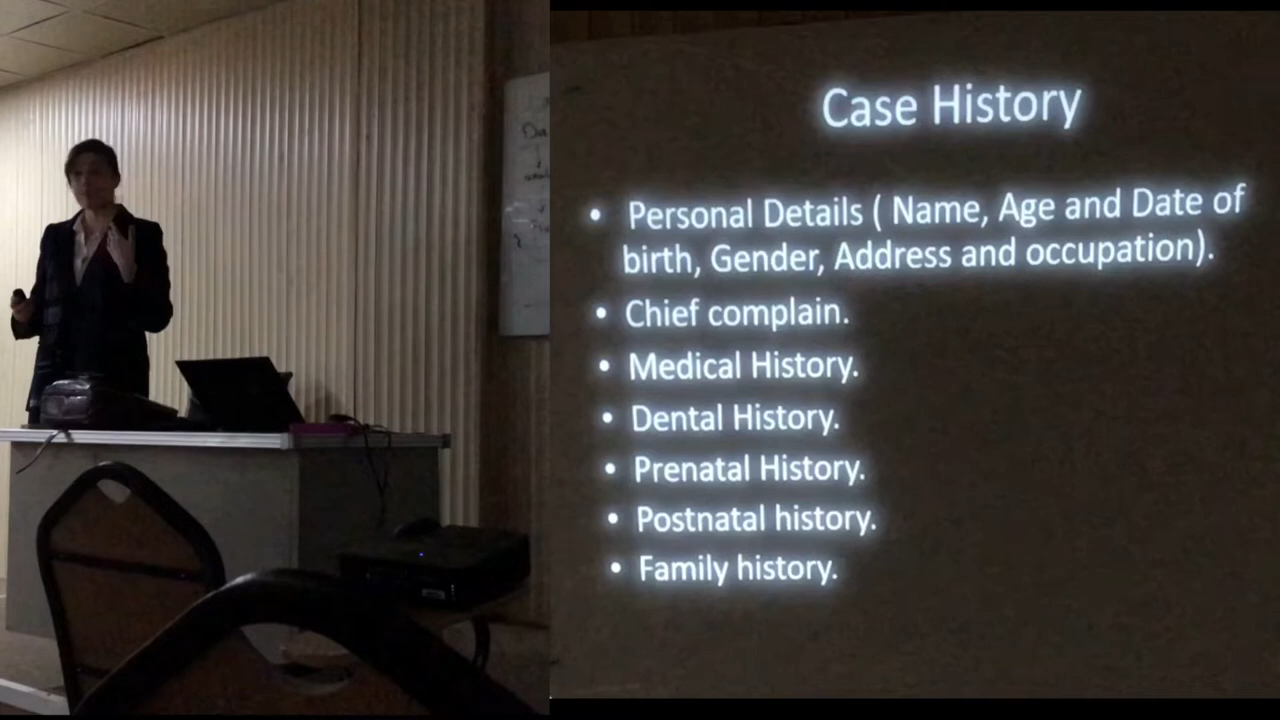 Case History
• Personal Details ( Name, Age and Date of
birth, Gender, Address and occupation).
• Chief complain.
• Medical History.
• Dental History.
• Prenatal History.
• Postnatal history.
• Family history.